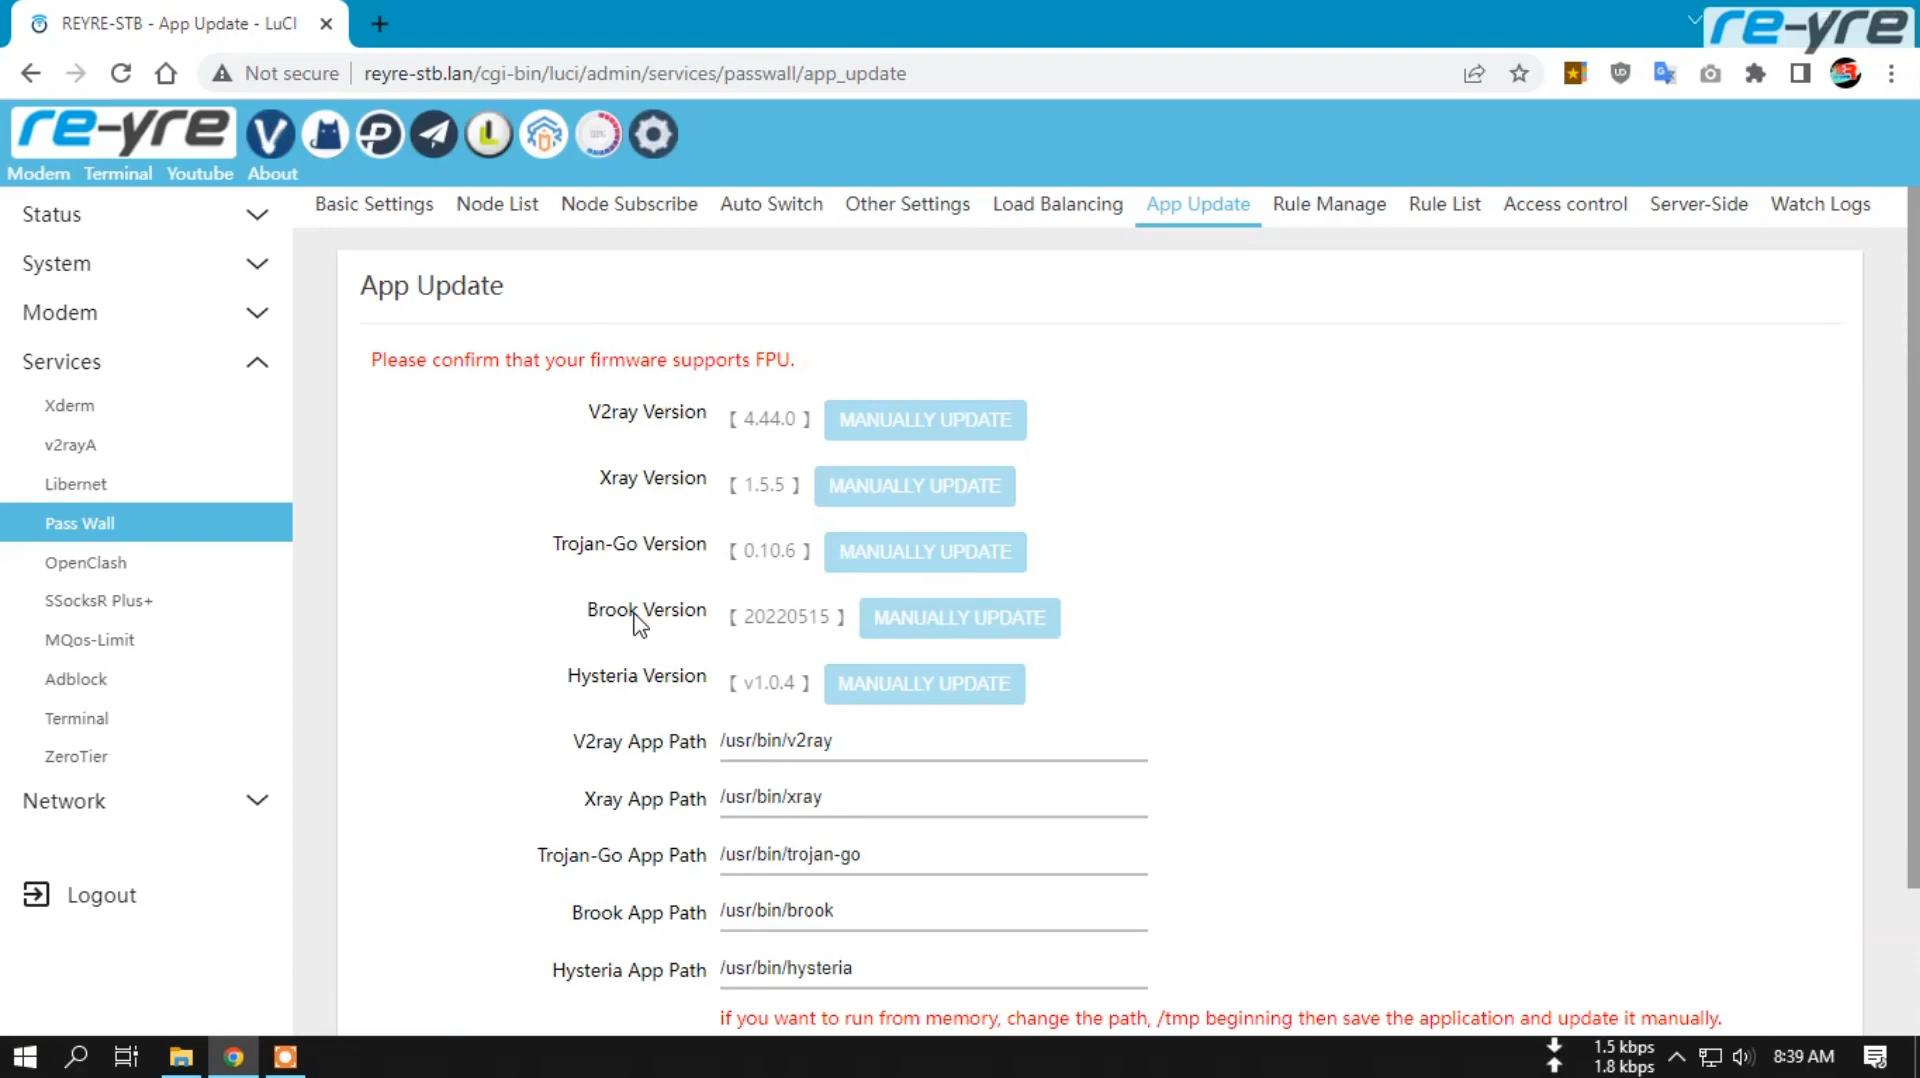 REYRE-STB - App Update - LuCI
re-yre
Not secure
reyre-stb.lan/cgi-bin/luci/admin/services/passwall/app_update
re-yre
Modem Terminal Youtube About
Status
System
Modem
Services
Xderm
v2rayA
Libernet
Pass Wall
OpenClash
SSocksR Plus+
MQos-Limit
Adblock
Terminal
ZeroTier
Network
Logout
Basic Settings Node List Node Subscribe Auto Switch Other Settings Load Balancing App Update Rule Manage Rule List Access control Server-Side Watch Logs
App Update
Please confirm that your firmware supports FPU.
V2ray Version 【 4.44.0 】 MANUALLY UPDATE
Xray Version 【 1.5.5 】 MANUALLY UPDATE
Trojan-Go Version 【 0.10.6 】 MANUALLY UPDATE
Brook Version 【 20220515 】 MANUALLY UPDATE
Hysteria Version 【 v1.0.4 】 MANUALLY UPDATE
V2ray App Path /usr/bin/v2ray
Xray App Path /usr/bin/xray
Trojan-Go App Path /usr/bin/trojan-go
Brook App Path /usr/bin/brook
Hysteria App Path /usr/bin/hysteria
if you want to run from memory, change the path, /tmp beginning then save the application and update it manually.
1.5 kbps
1.8 kbps
8:39 AM